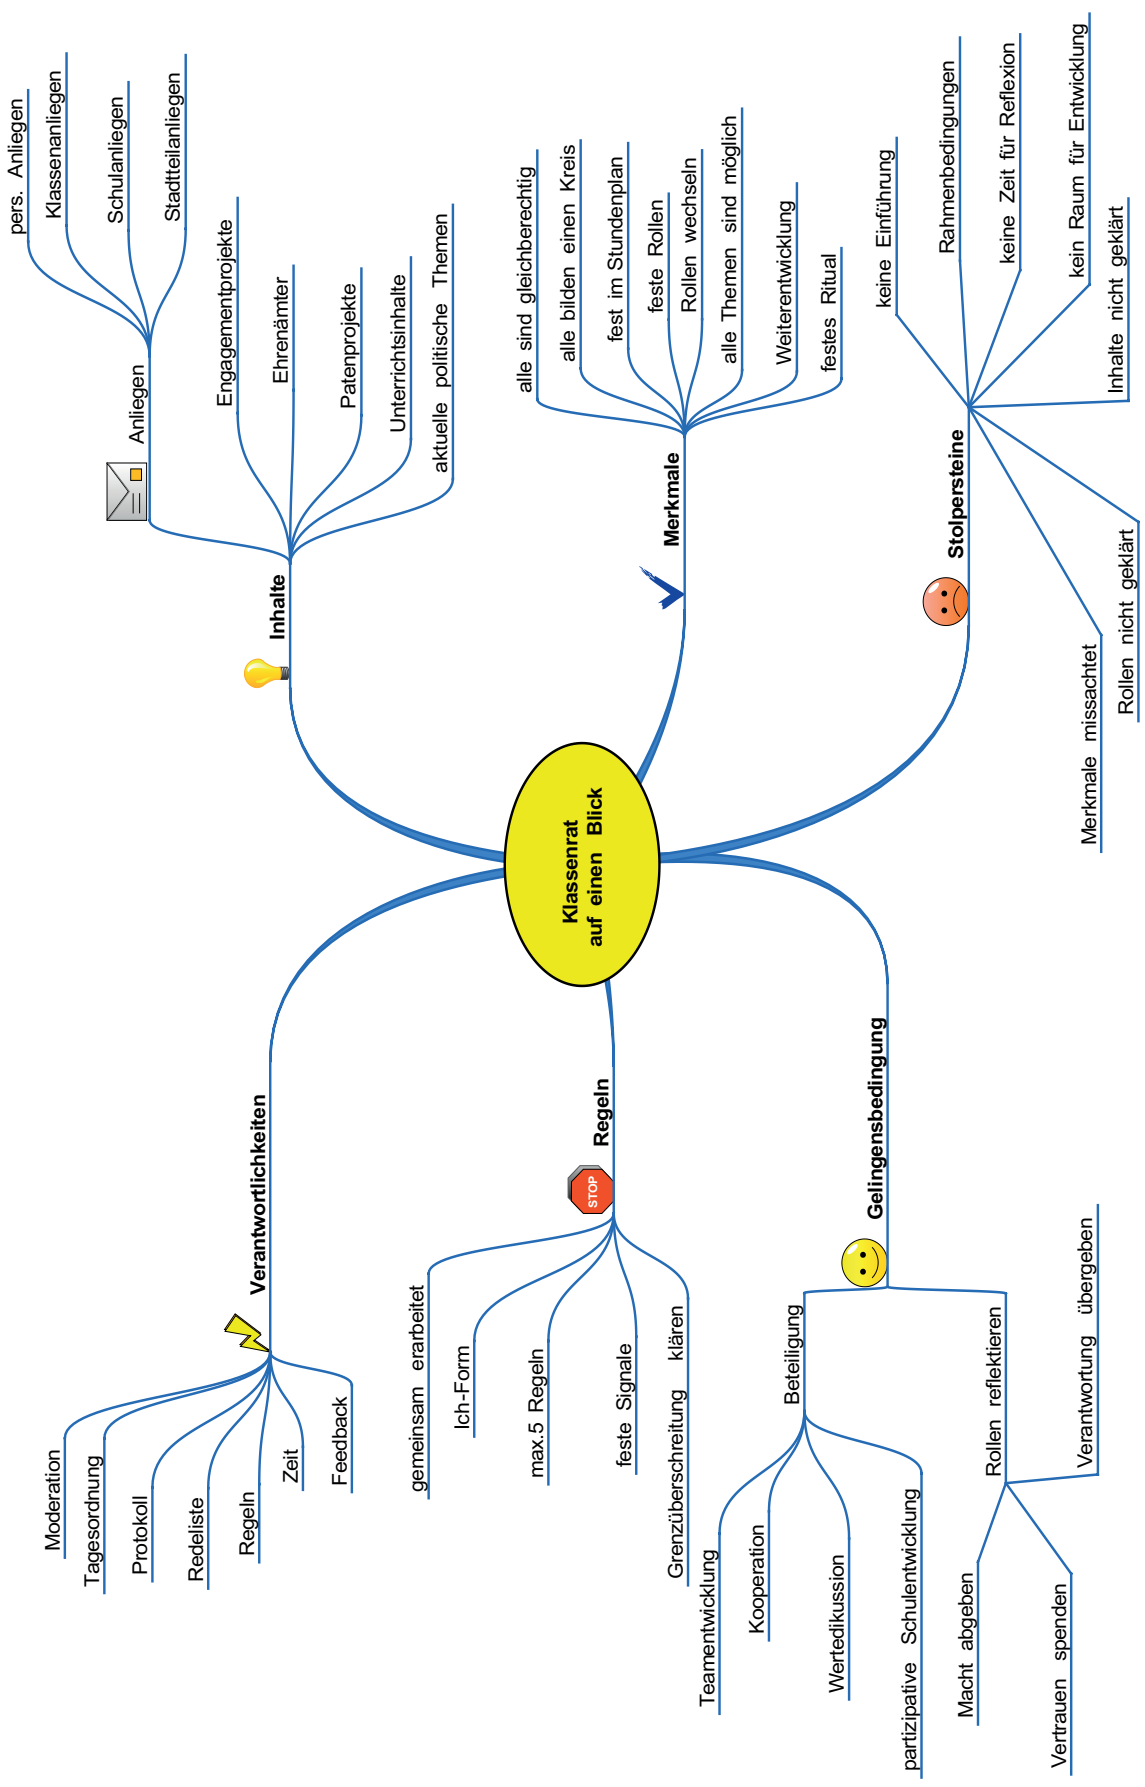 Klassenrat
auf einen Blick
Verantwortlichkeiten
Moderation
Tagesordnung
Protokoll
Redeliste
Regeln
Zeit
Feedback
Regeln
STOP
gemeinsam erarbeitet
Ich-Form
max.5 Regeln
feste Signale
Grenzüberschreitung klären
Gelingensbedingung
Beteiligung
Teamentwicklung
Kooperation
Wertedikussion
partizipative Schulentwicklung
Rollen reflektieren
Macht abgeben
Vertrauen spenden
Verantwortung übergeben
Inhalte
Anliegen
pers. Anliegen
Klassenanliegen
Schulanliegen
Stadtteilanliegen
Engagementprojekte
Ehrenämter
Patenprojekte
Unterrichtsinhalte
aktuelle politische Themen
Merkmale
alle sind gleichberechtig
alle bilden einen Kreis
fest im Stundenplan
feste Rollen
Rollen wechseln
alle Themen sind möglich
Weiterentwicklung
festes Ritual
Stolpersteine
keine Einführung
Rahmenbedingungen
keine Zeit für Reflexion
kein Raum für Entwicklung
Inhalte nicht geklärt
Rollen nicht geklärt
Merkmale missachtet